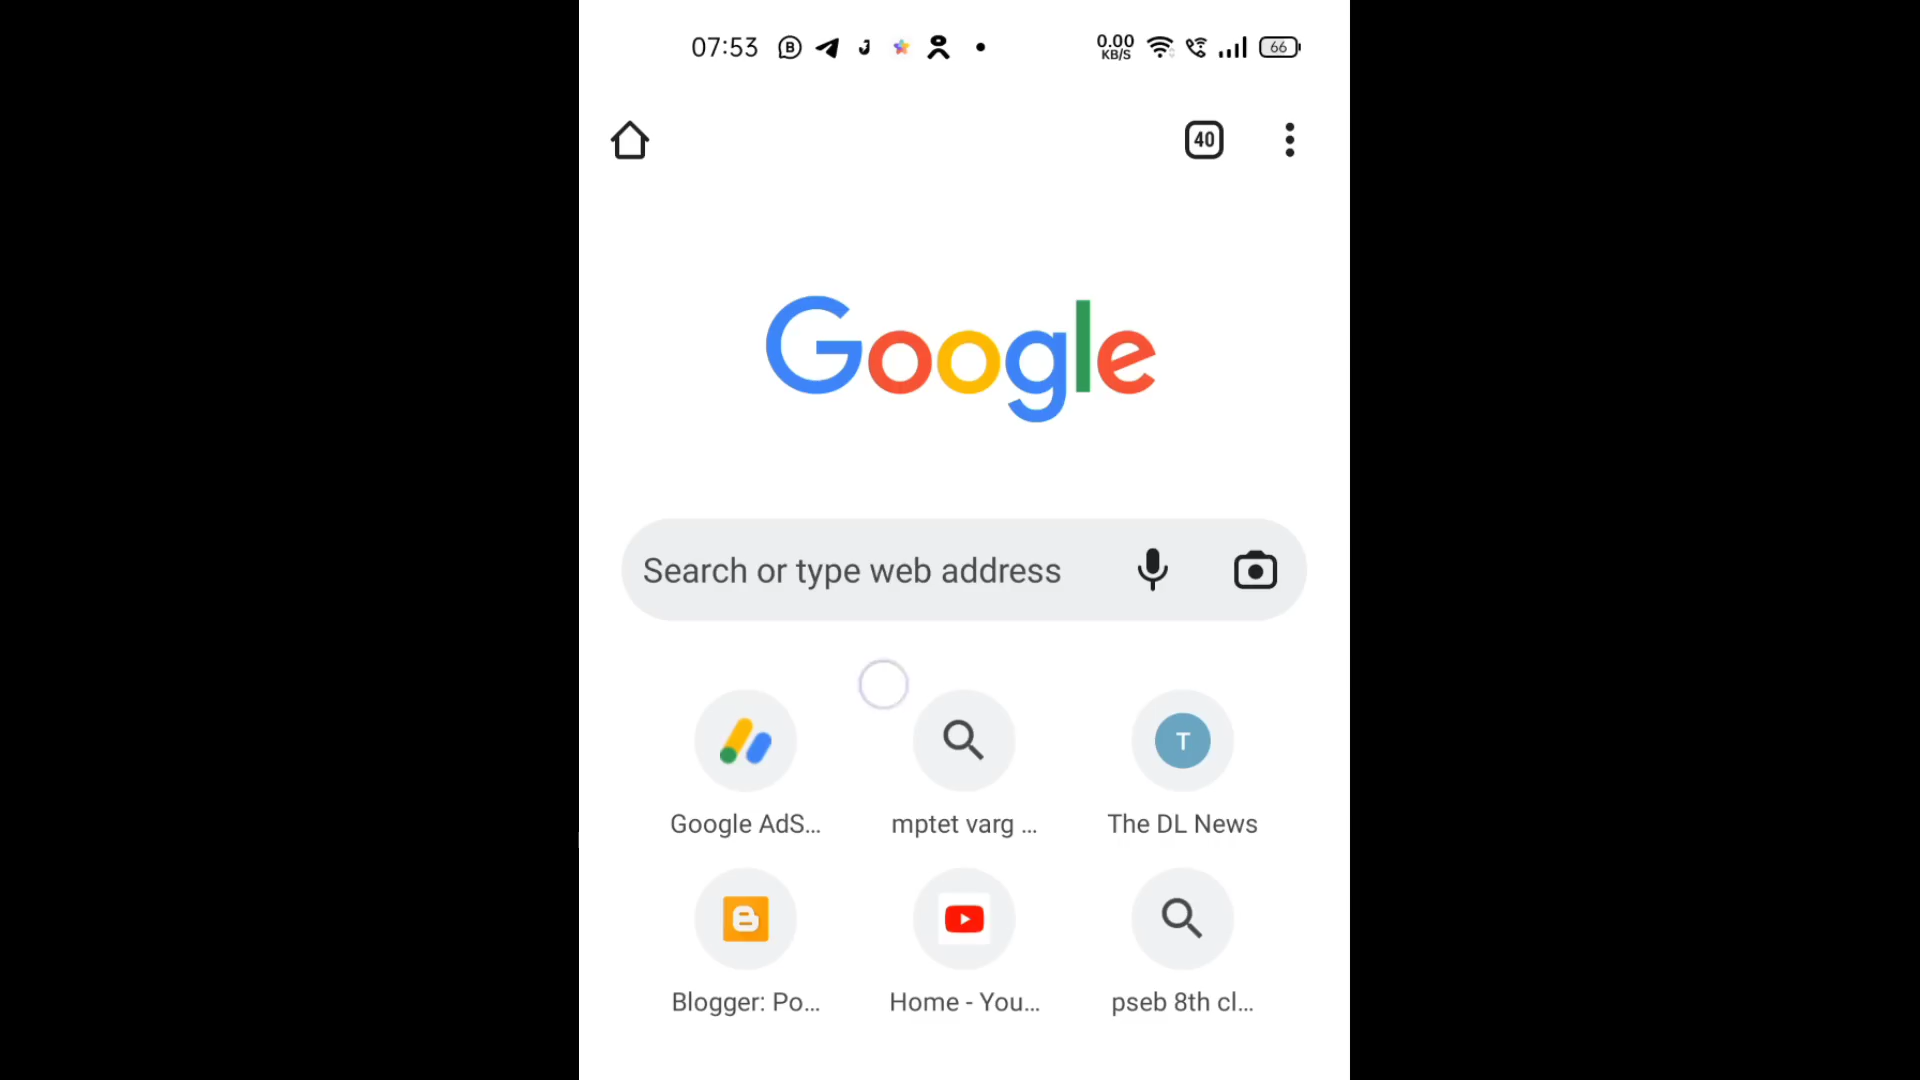 07:53 0.00 KB/S 66
40
Google
Search or type web address
T
Google AdS... mptet varg ... The DL News
Blogger: Po... Home - You... pseb 8th cl...